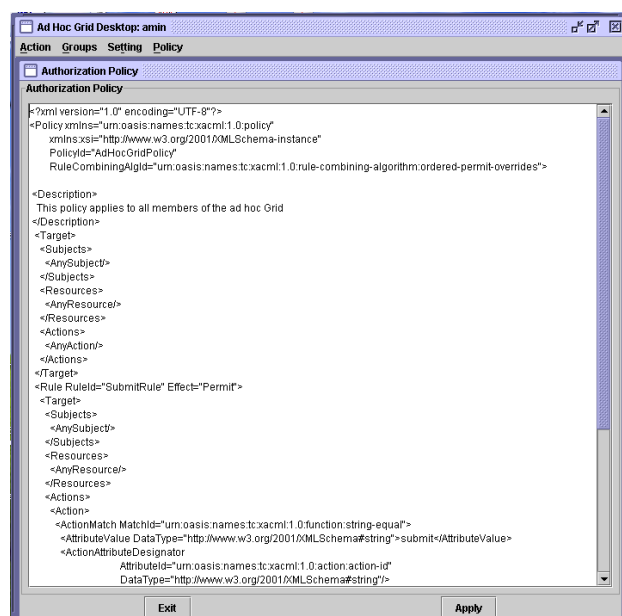 Ad Hoc Grid Desktop: amin
Action Groups Setting Policy
Authorization Policy
Authorization Policy
<?xml version="1.0" encoding="UTF-8"?>
<Policy xmlns="urn:oasis:names:tc:xacml:1.0:policy"
xmlns:xsi="http://www.w3.org/2001/XMLSchema-instance"
PolicyId="AdHocGridPolicy"
RuleCombiningAlgId="urn:oasis:names:tc:xacml:1.0:rule-combining-algorithm:ordered-permit-overrides">
<Description>
This policy applies to all members of the ad hoc Grid
</Description>
<Target>
<Subjects>
<AnySubject/>
</Subjects>
<Resources>
<AnyResource/>
</Resources>
<Actions>
<AnyAction/>
</Actions>
</Target>
<Rule RuleId="SubmitRule" Effect="Permit">
<Target>
<Subjects>
<AnySubject/>
</Subjects>
<Resources>
<AnyResource/>
</Resources>
<Actions>
<Action>
<ActionMatch MatchId="urn:oasis:names:tc:xacml:1.0:function:string-equal">
<AttributeValue DataType="http://www.w3.org/2001/XMLSchema#string">submit</AttributeValue>
<ActionAttributeDesignator
AttributeId="urn:oasis:names:tc:xacml:1.0:action:action-id"
DataType="http://www.w3.org/2001/XMLSchema#string"/>
Exit Apply